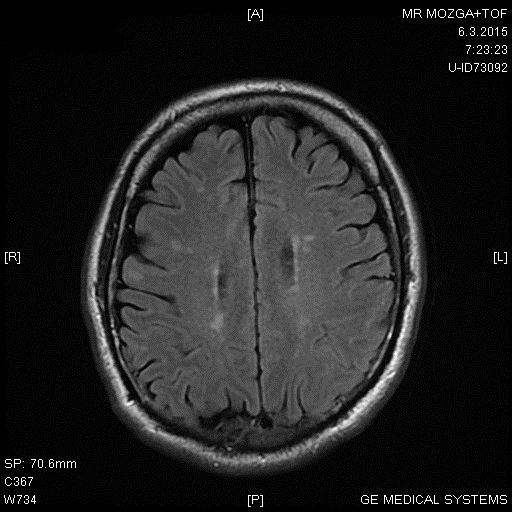 [A]
MR MOZGA+TOF
6.3.2015
7:23:23
U-ID73092
[R]
[L]
SP: 70.6mm
C367
W734
[P]
GE MEDICAL SYSTEMS